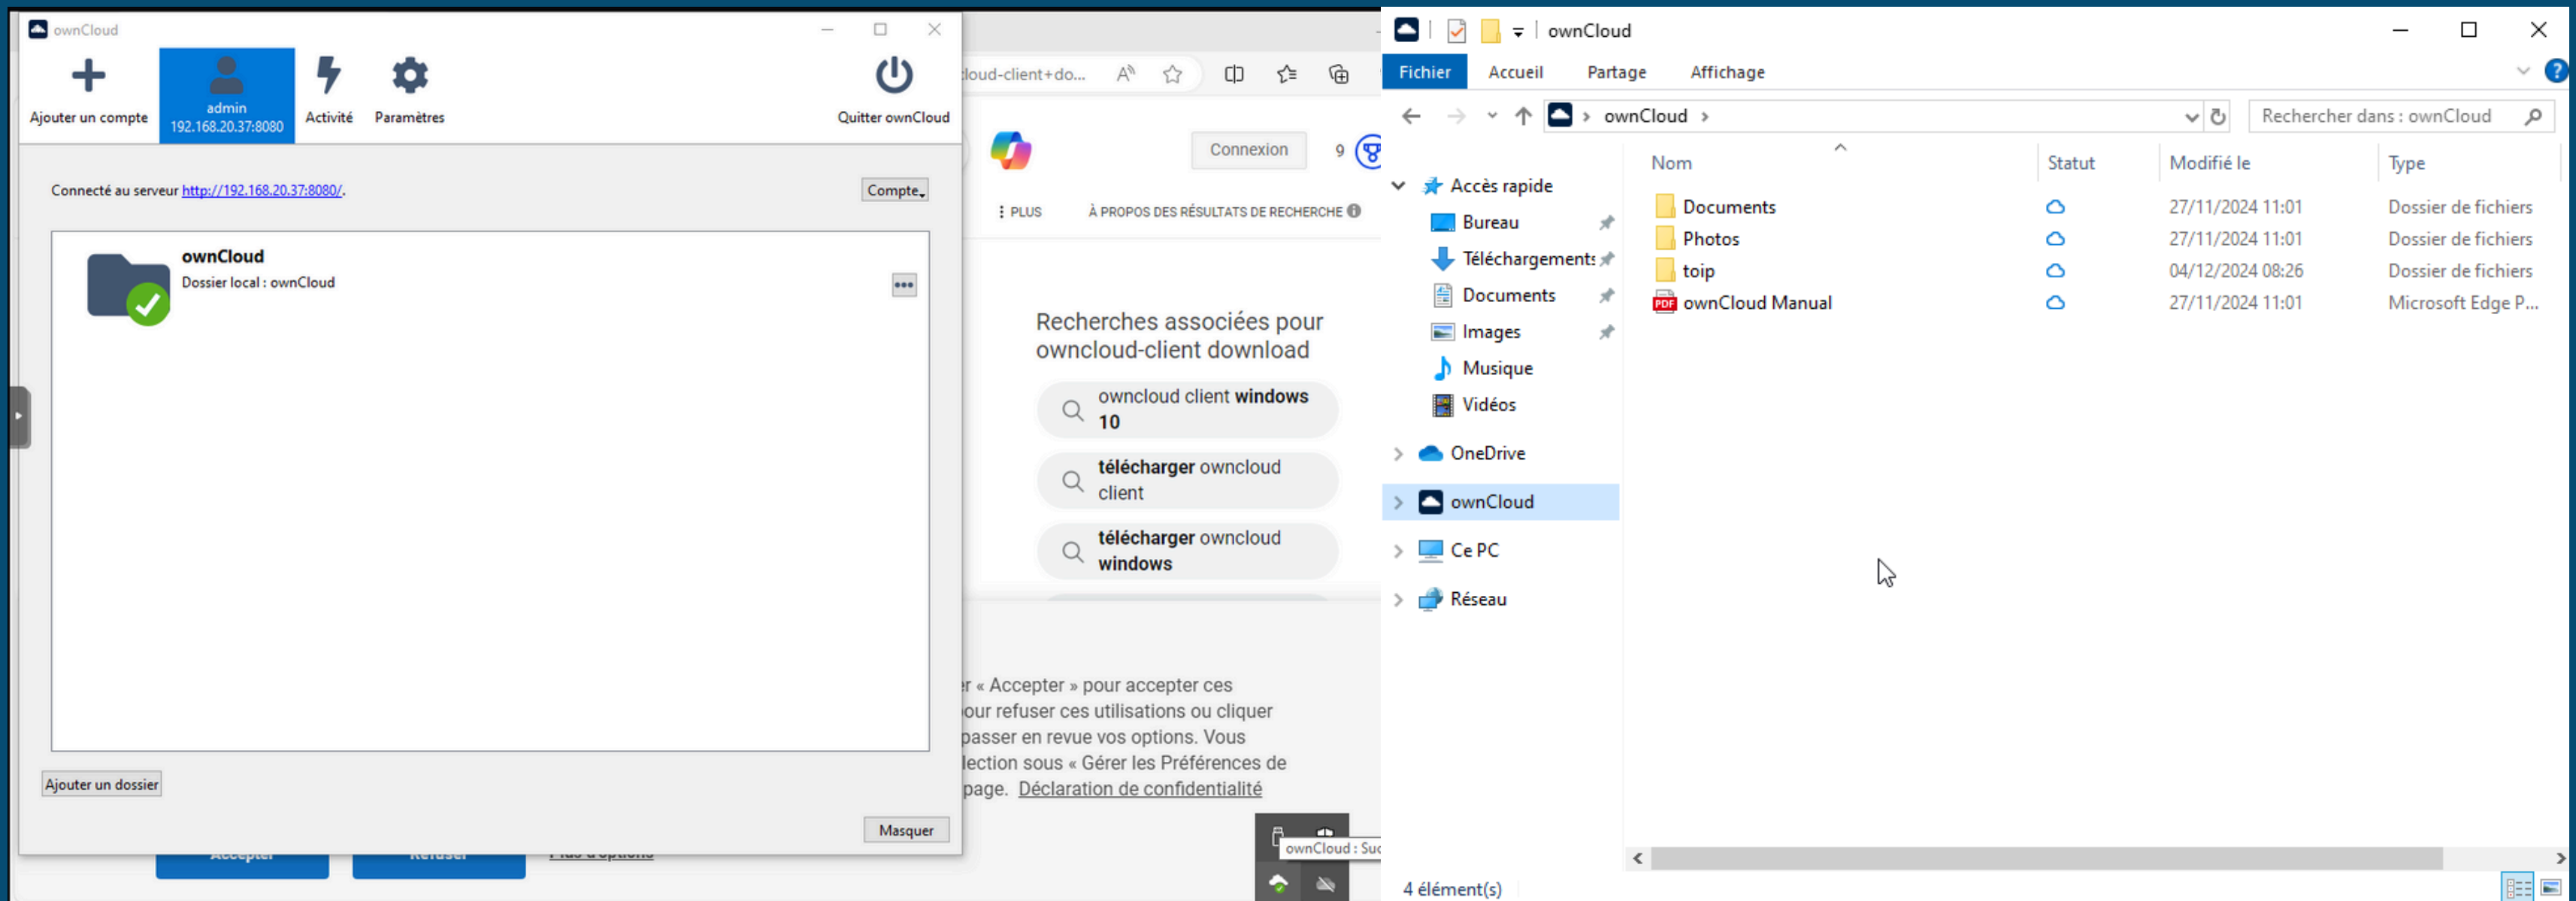 ownCloud
Ajouter un compte
admin
192.168.20.37:8080
Activité
Paramètres
Quitter ownCloud
Connecté au serveur http://192.168.20.37:8080/.
Compte
ownCloud
Dossier local : ownCloud
Ajouter un dossier
Masquer
Accepter
Refuser
Plus d'options
cloud-client+do...
Connexion
9
PLUS
À PROPOS DES RÉSULTATS DE RECHERCHE
Recherches associées pour
owncloud-client download
owncloud client windows
10
télécharger owncloud
client
télécharger owncloud
windows
« Accepter » pour accepter ces
our refuser ces utilisations ou cliquer
passer en revue vos options. Vous
lection sous « Gérer les Préférences de
page. Déclaration de confidentialité
ownCloud : Suc
ownCloud
Fichier
Accueil
Partage
Affichage
ownCloud
Rechercher dans : ownCloud
Accès rapide
Bureau
Téléchargements
Documents
Images
Musique
Vidéos
OneDrive
ownCloud
Ce PC
Réseau
Nom
Statut
Modifié le
Type
Documents
27/11/2024 11:01
Dossier de fichiers
Photos
27/11/2024 11:01
Dossier de fichiers
toip
04/12/2024 08:26
Dossier de fichiers
PDF
ownCloud Manual
27/11/2024 11:01
Microsoft Edge P...
4 élément(s)